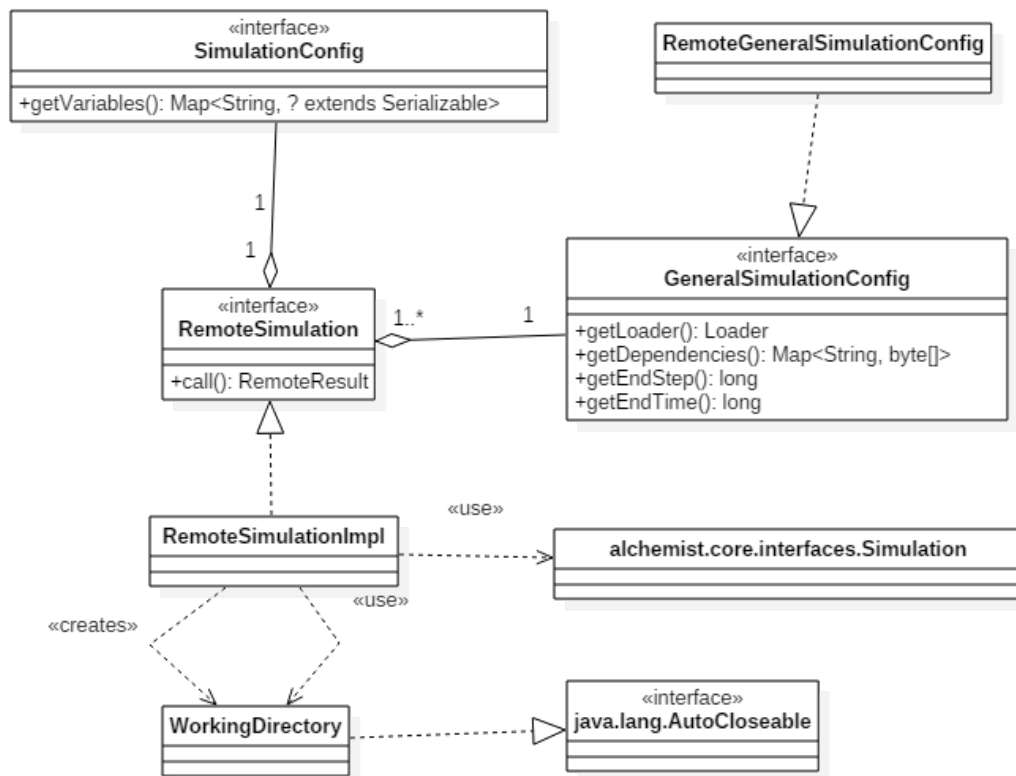 «interface»
SimulationConfig
+getVariables(): Map<String, ? extends Serializable>
RemoteGeneralSimulationConfig
1
1
«interface»
GeneralSimulationConfig
+getLoader(): Loader
+getDependencies(): Map<String, byte[]>
+getEndStep(): long
+getEndTime(): long
«interface»
RemoteSimulation
+call(): RemoteResult
1..*
1
RemoteSimulationImpl
«use»
alchemist.core.interfaces.Simulation
«creates»
«use»
WorkingDirectory
«interface»
java.lang.AutoCloseable